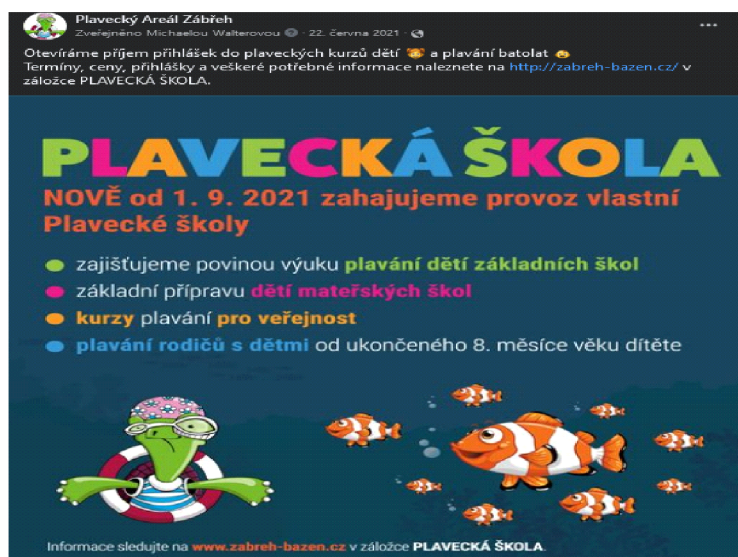 Plavecký Areál Zábřeh
Zveřejněno Michaelou Walterovou · 22. června 2021 ·
Otevíráme příjem přihlášek do plaveckých kurzů dětí a plavání batolat
Termíny, ceny, přihlášky a veškeré potřebné informace naleznete na http://zabreh-bazen.cz/ v
záložce PLAVECKÁ ŠKOLA.
PLAVECKÁ ŠKOLA
NOVĚ od 1. 9. 2021 zahajujeme provoz vlastní
Plavecké školy
zajišťujeme povinou výuku plavání dětí základních škol
základní přípravu dětí mateřských škol
kurzy plavání pro veřejnost
plavání rodičů s dětmi od ukončeného 8. měsíce věku dítěte
Informace sledujte na www.zabreh-bazen.cz v záložce PLAVECKÁ ŠKOLA.